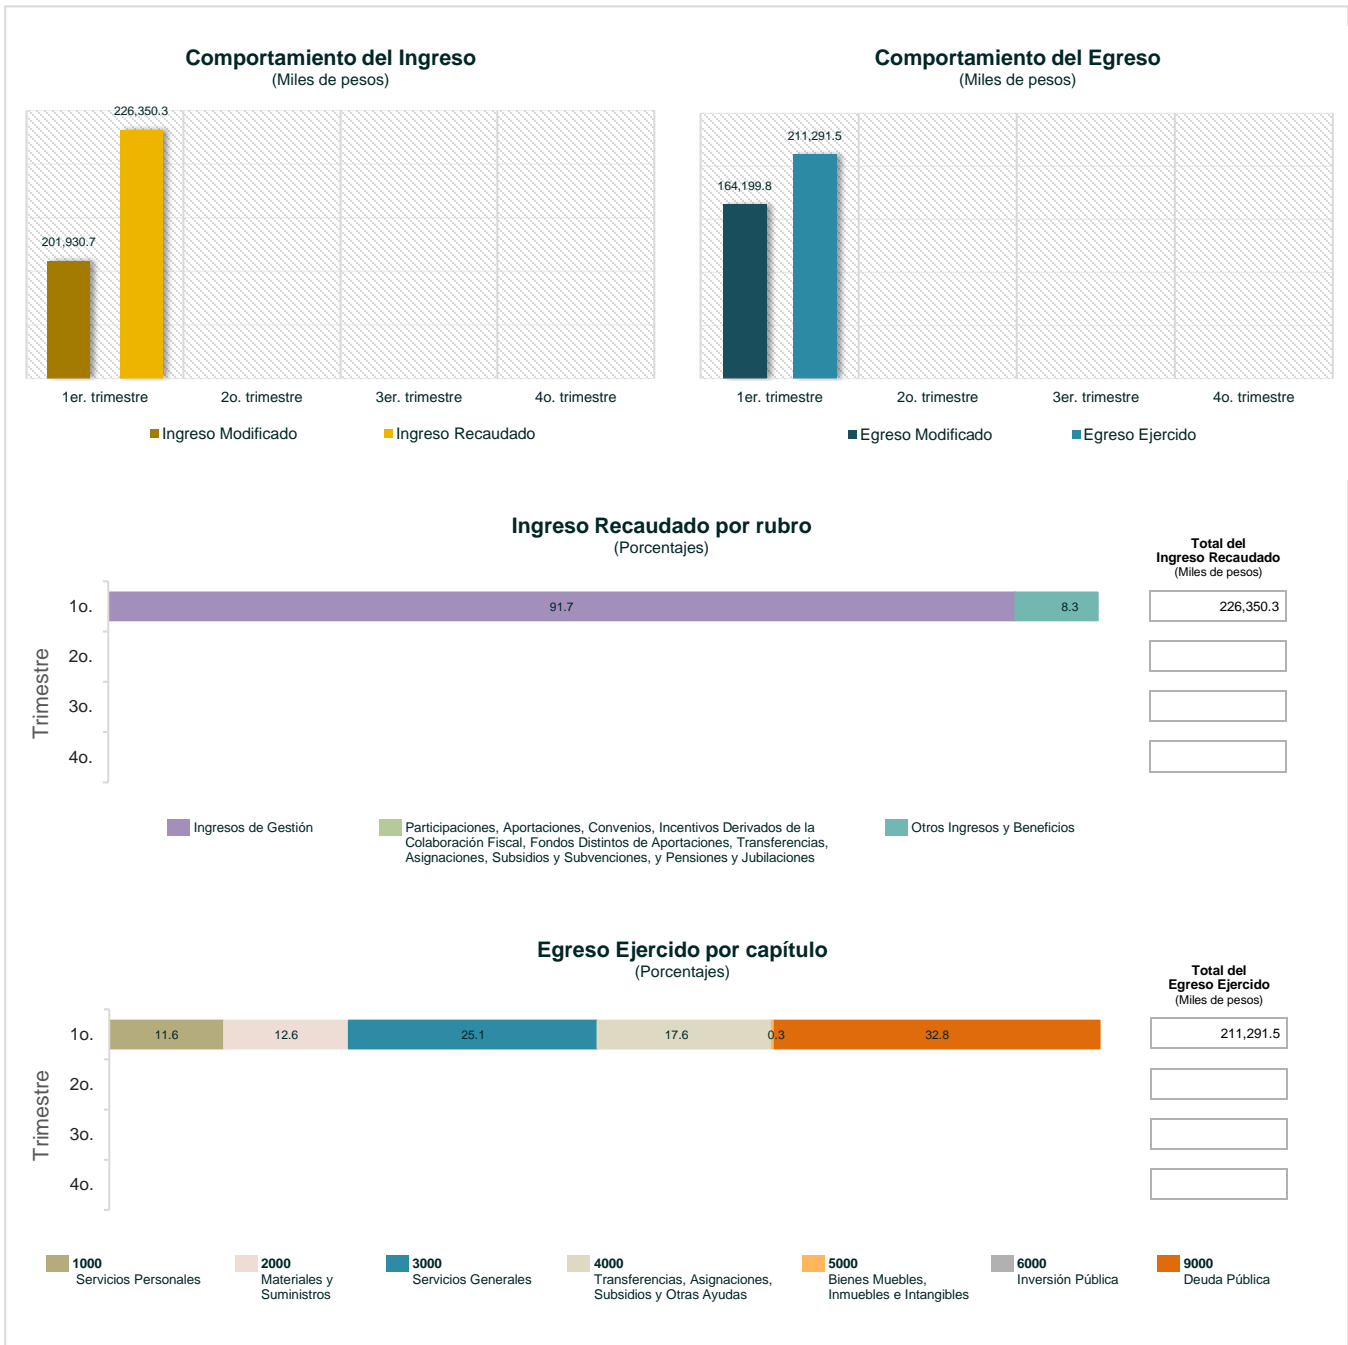 Comportamiento del Ingreso
(Miles de pesos)
226,350.3
201,930.7
1er. trimestre
2o. trimestre
3er. trimestre
4o. trimestre
Ingreso Modificado
Ingreso Recaudado
Comportamiento del Egreso
(Miles de pesos)
211,291.5
164,199.8
1er. trimestre
2o. trimestre
3er. trimestre
4o. trimestre
Egreso Modificado
Egreso Ejercido
Ingreso Recaudado por rubro
(Porcentajes)
Total del
Ingreso Recaudado
(Miles de pesos)
Trimestre
1o.
91.7
8.3
226,350.3
2o.
3o.
4o.
Ingresos de Gestión
Participaciones, Aportaciones, Convenios, Incentivos Derivados de la
Colaboración Fiscal, Fondos Distintos de Aportaciones, Transferencias,
Asignaciones, Subsidios y Subvenciones, y Pensiones y Jubilaciones
Otros Ingresos y Beneficios
Egreso Ejercido por capítulo
(Porcentajes)
Total del
Egreso Ejercido
(Miles de pesos)
Trimestre
1o.
11.6
12.6
25.1
17.6
0.3
32.8
211,291.5
2o.
3o.
4o.
1000
Servicios Personales
2000
Materiales y
Suministros
3000
Servicios Generales
4000
Transferencias, Asignaciones,
Subsidios y Otras Ayudas
5000
Bienes Muebles,
Inmuebles e Intangibles
6000
Inversión Pública
9000
Deuda Pública